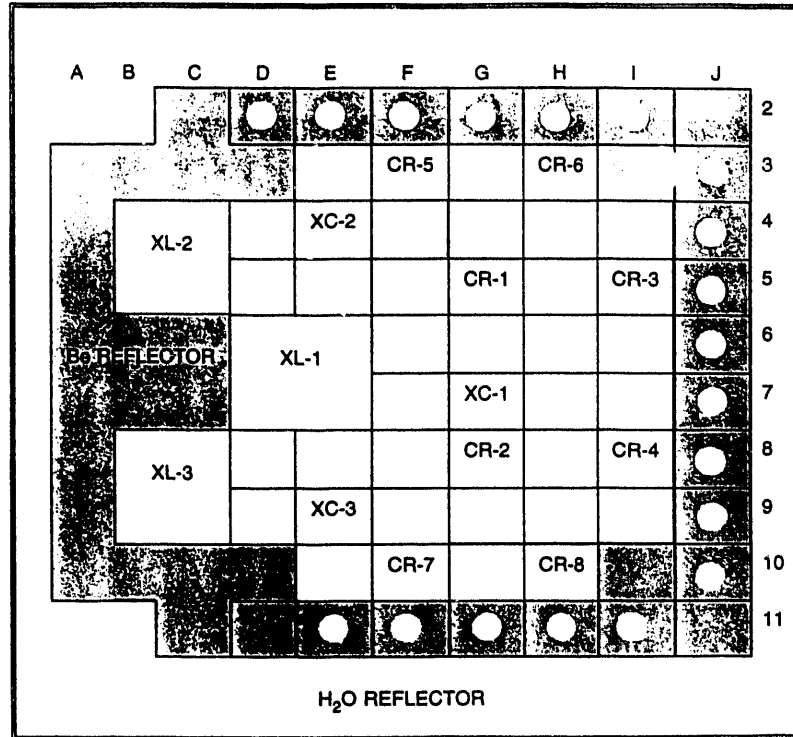 A B C D E F G H I J
2
CR-5 CR-6 3
XL-2 XC-2 4
CR-1 CR-3 5
6
Be REFLECTOR XL-1
XC-1 7
XL-3 CR-2 CR-4 8
XC-3 9
CR-7 CR-8 10
11
H₂O REFLECTOR